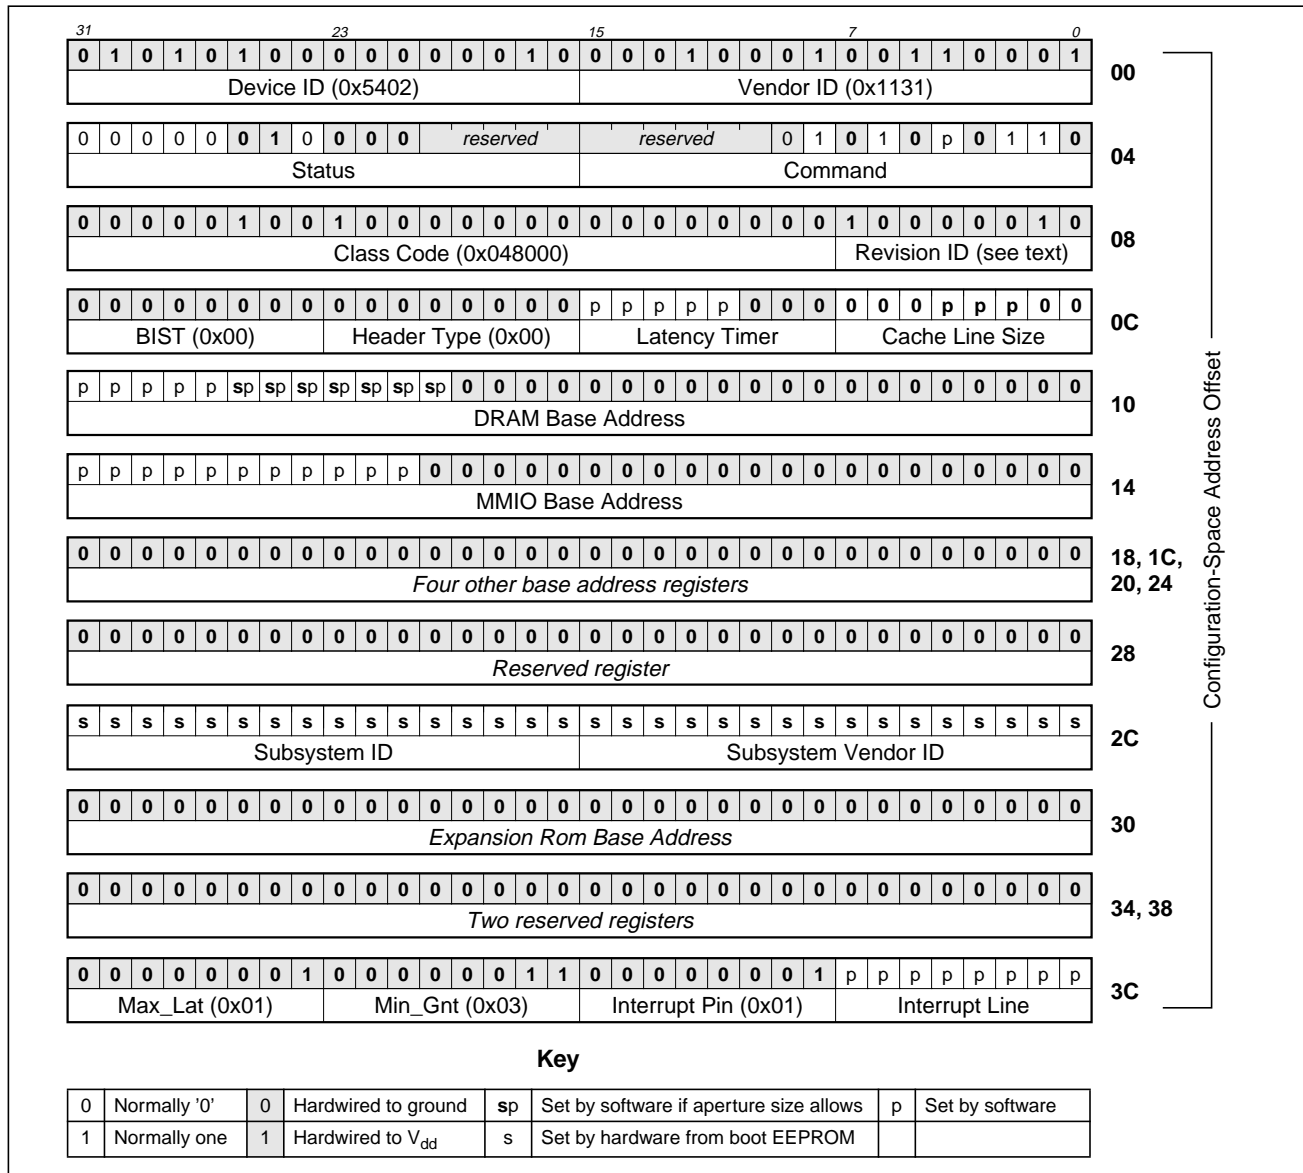 31 23 15 7 0
0 1 0 1 0 1 0 0 0 0 0 0 0 0 1 0 0 0 0 1 0 0 0 1 0 0 1 1 0 0 0 1
Device ID (0x5402) Vendor ID (0x1131) 00
0 0 0 0 0 0 1 0 0 0 0 reserved reserved 0 1 0 1 0 p 0 1 1 0
Status Command 04
0 0 0 0 0 1 0 0 1 0 0 0 0 0 0 0 0 0 0 0 0 0 0 0 1 0 0 0 0 0 1 0
Class Code (0x048000) Revision ID (see text) 08
0 0 0 0 0 0 0 0 0 0 0 0 0 0 0 0 p p p p p 0 0 0 0 0 0 p p p 0 0
BIST (0x00) Header Type (0x00) Latency Timer Cache Line Size 0C
p p p p p sp sp sp sp sp sp sp 0 0 0 0 0 0 0 0 0 0 0 0 0 0 0 0 0 0 0 0
DRAM Base Address 10
p p p p p p p p p p p 0 0 0 0 0 0 0 0 0 0 0 0 0 0 0 0 0 0 0 0 0
MMIO Base Address 14
0 0 0 0 0 0 0 0 0 0 0 0 0 0 0 0 0 0 0 0 0 0 0 0 0 0 0 0 0 0 0 0 18, 1C,
Four other base address registers 20, 24
0 0 0 0 0 0 0 0 0 0 0 0 0 0 0 0 0 0 0 0 0 0 0 0 0 0 0 0 0 0 0 0
Reserved register 28
s s s s s s s s s s s s s s s s s s s s s s s s s s s s s s s s
Subsystem ID Subsystem Vendor ID 2C
0 0 0 0 0 0 0 0 0 0 0 0 0 0 0 0 0 0 0 0 0 0 0 0 0 0 0 0 0 0 0 0
Expansion Rom Base Address 30
0 0 0 0 0 0 0 0 0 0 0 0 0 0 0 0 0 0 0 0 0 0 0 0 0 0 0 0 0 0 0 0
Two reserved registers 34, 38
0 0 0 0 0 0 0 1 0 0 0 0 0 0 1 1 0 0 0 0 0 0 0 1 p p p p p p p p
Max_Lat (0x01) Min_Gnt (0x03) Interrupt Pin (0x01) Interrupt Line 3C
Configuration-Space Address Offset
Key
0 Normally '0' 0 Hardwired to ground sp Set by software if aperture size allows p Set by software
1 Normally one 1 Hardwired to Vdd s Set by hardware from boot EEPROM